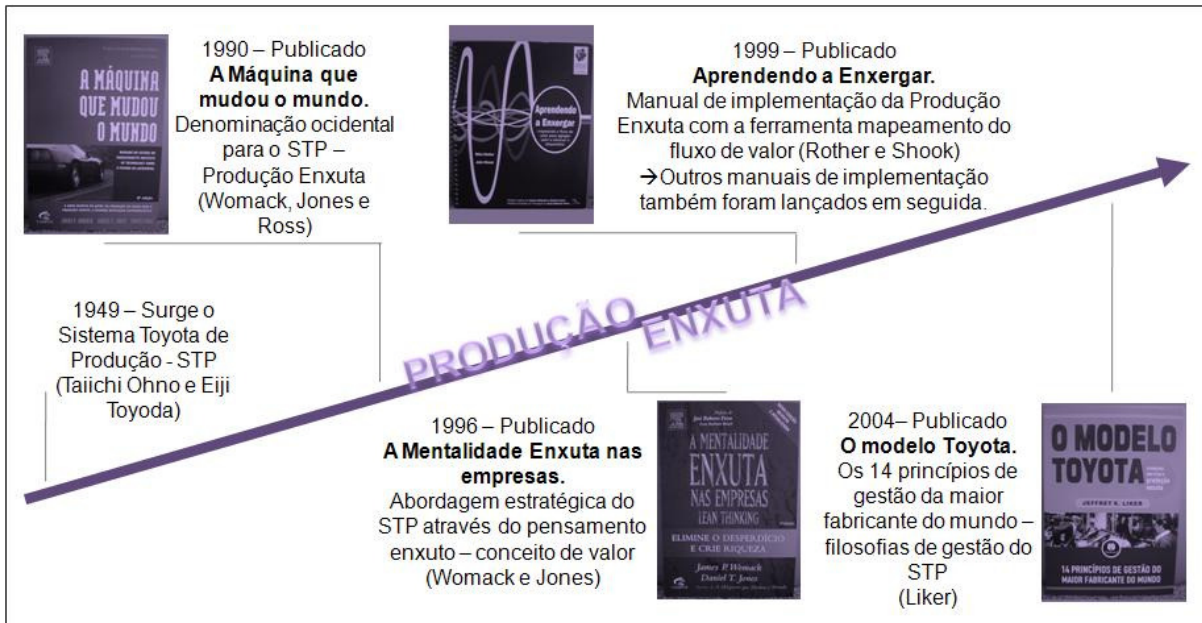 1990 – Publicado
A Máquina que
mudou o mundo.
Denominação ocidental
para o STP –
Produção Enxuta
(Womack, Jones e
Ross)
A MÁQUINA
QUE MUDOU
O MUNDO
1999 – Publicado
Aprendendo a Enxergar.
Manual de implementação da Produção
Enxuta com a ferramenta mapeamento do
fluxo de valor (Rother e Shook)
→Outros manuais de implementação
também foram lançados em seguida.
Aprendendo
a Enxergar
1949 – Surge o
Sistema Toyota de
Produção - STP
(Taiichi Ohno e Eiji
Toyoda)
PRODUÇÃO ENXUTA
1996 – Publicado
A Mentalidade Enxuta nas
empresas.
Abordagem estratégica do
STP através do pensamento
enxuto – conceito de valor
(Womack e Jones)
A MENTALIDADE
ENXUTA
NAS EMPRESAS
LEAN THINKING
ELIMINE O DESPERDÍCIO
E CRIE RIQUEZA
James P. Womack
Daniel T. Jones
2004– Publicado
O modelo Toyota.
Os 14 princípios de
gestão da maior
fabricante do mundo –
filosofias de gestão do
STP
(Liker)
O MODELO
TOYOTA
JEFFREY K. LIKER
14 PRINCÍPIOS DE GESTÃO DO
MAIOR FABRICANTE DO MUNDO